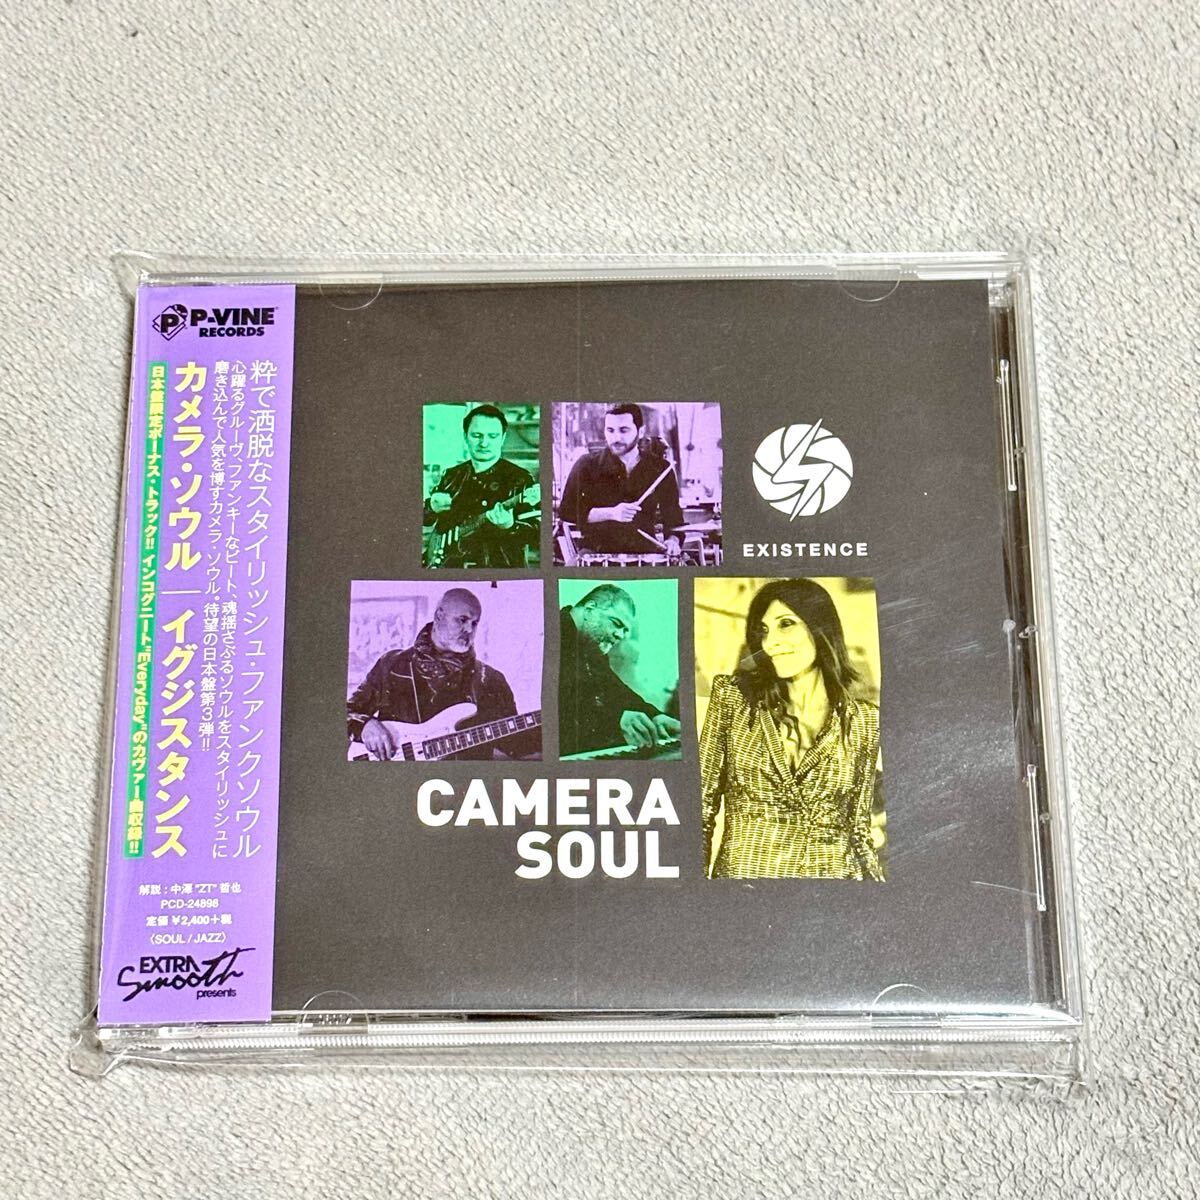 P-VINE
RECORDS
粋で洒脱なスタイリッシュ・ファンクソウル
心躍るグルーヴ、ファンキーなビート、魂揺さぶるソウルをスタイリッシュに
磨き込んで人気を博すカメラ・ソウル。待望の日本盤第3弾!!
カメラ・ソウル｜イグジスタンス
日本盤限定ボーナス・トラック!! インコグニート"Everyday"のカヴァー曲収録!!
解説：中澤 "ZT" 哲也
PCD-24898
定価 ¥2,400＋税
〈SOUL / JAZZ〉
EXTRA
Smooth
presents
EXISTENCE
CAMERA
SOUL